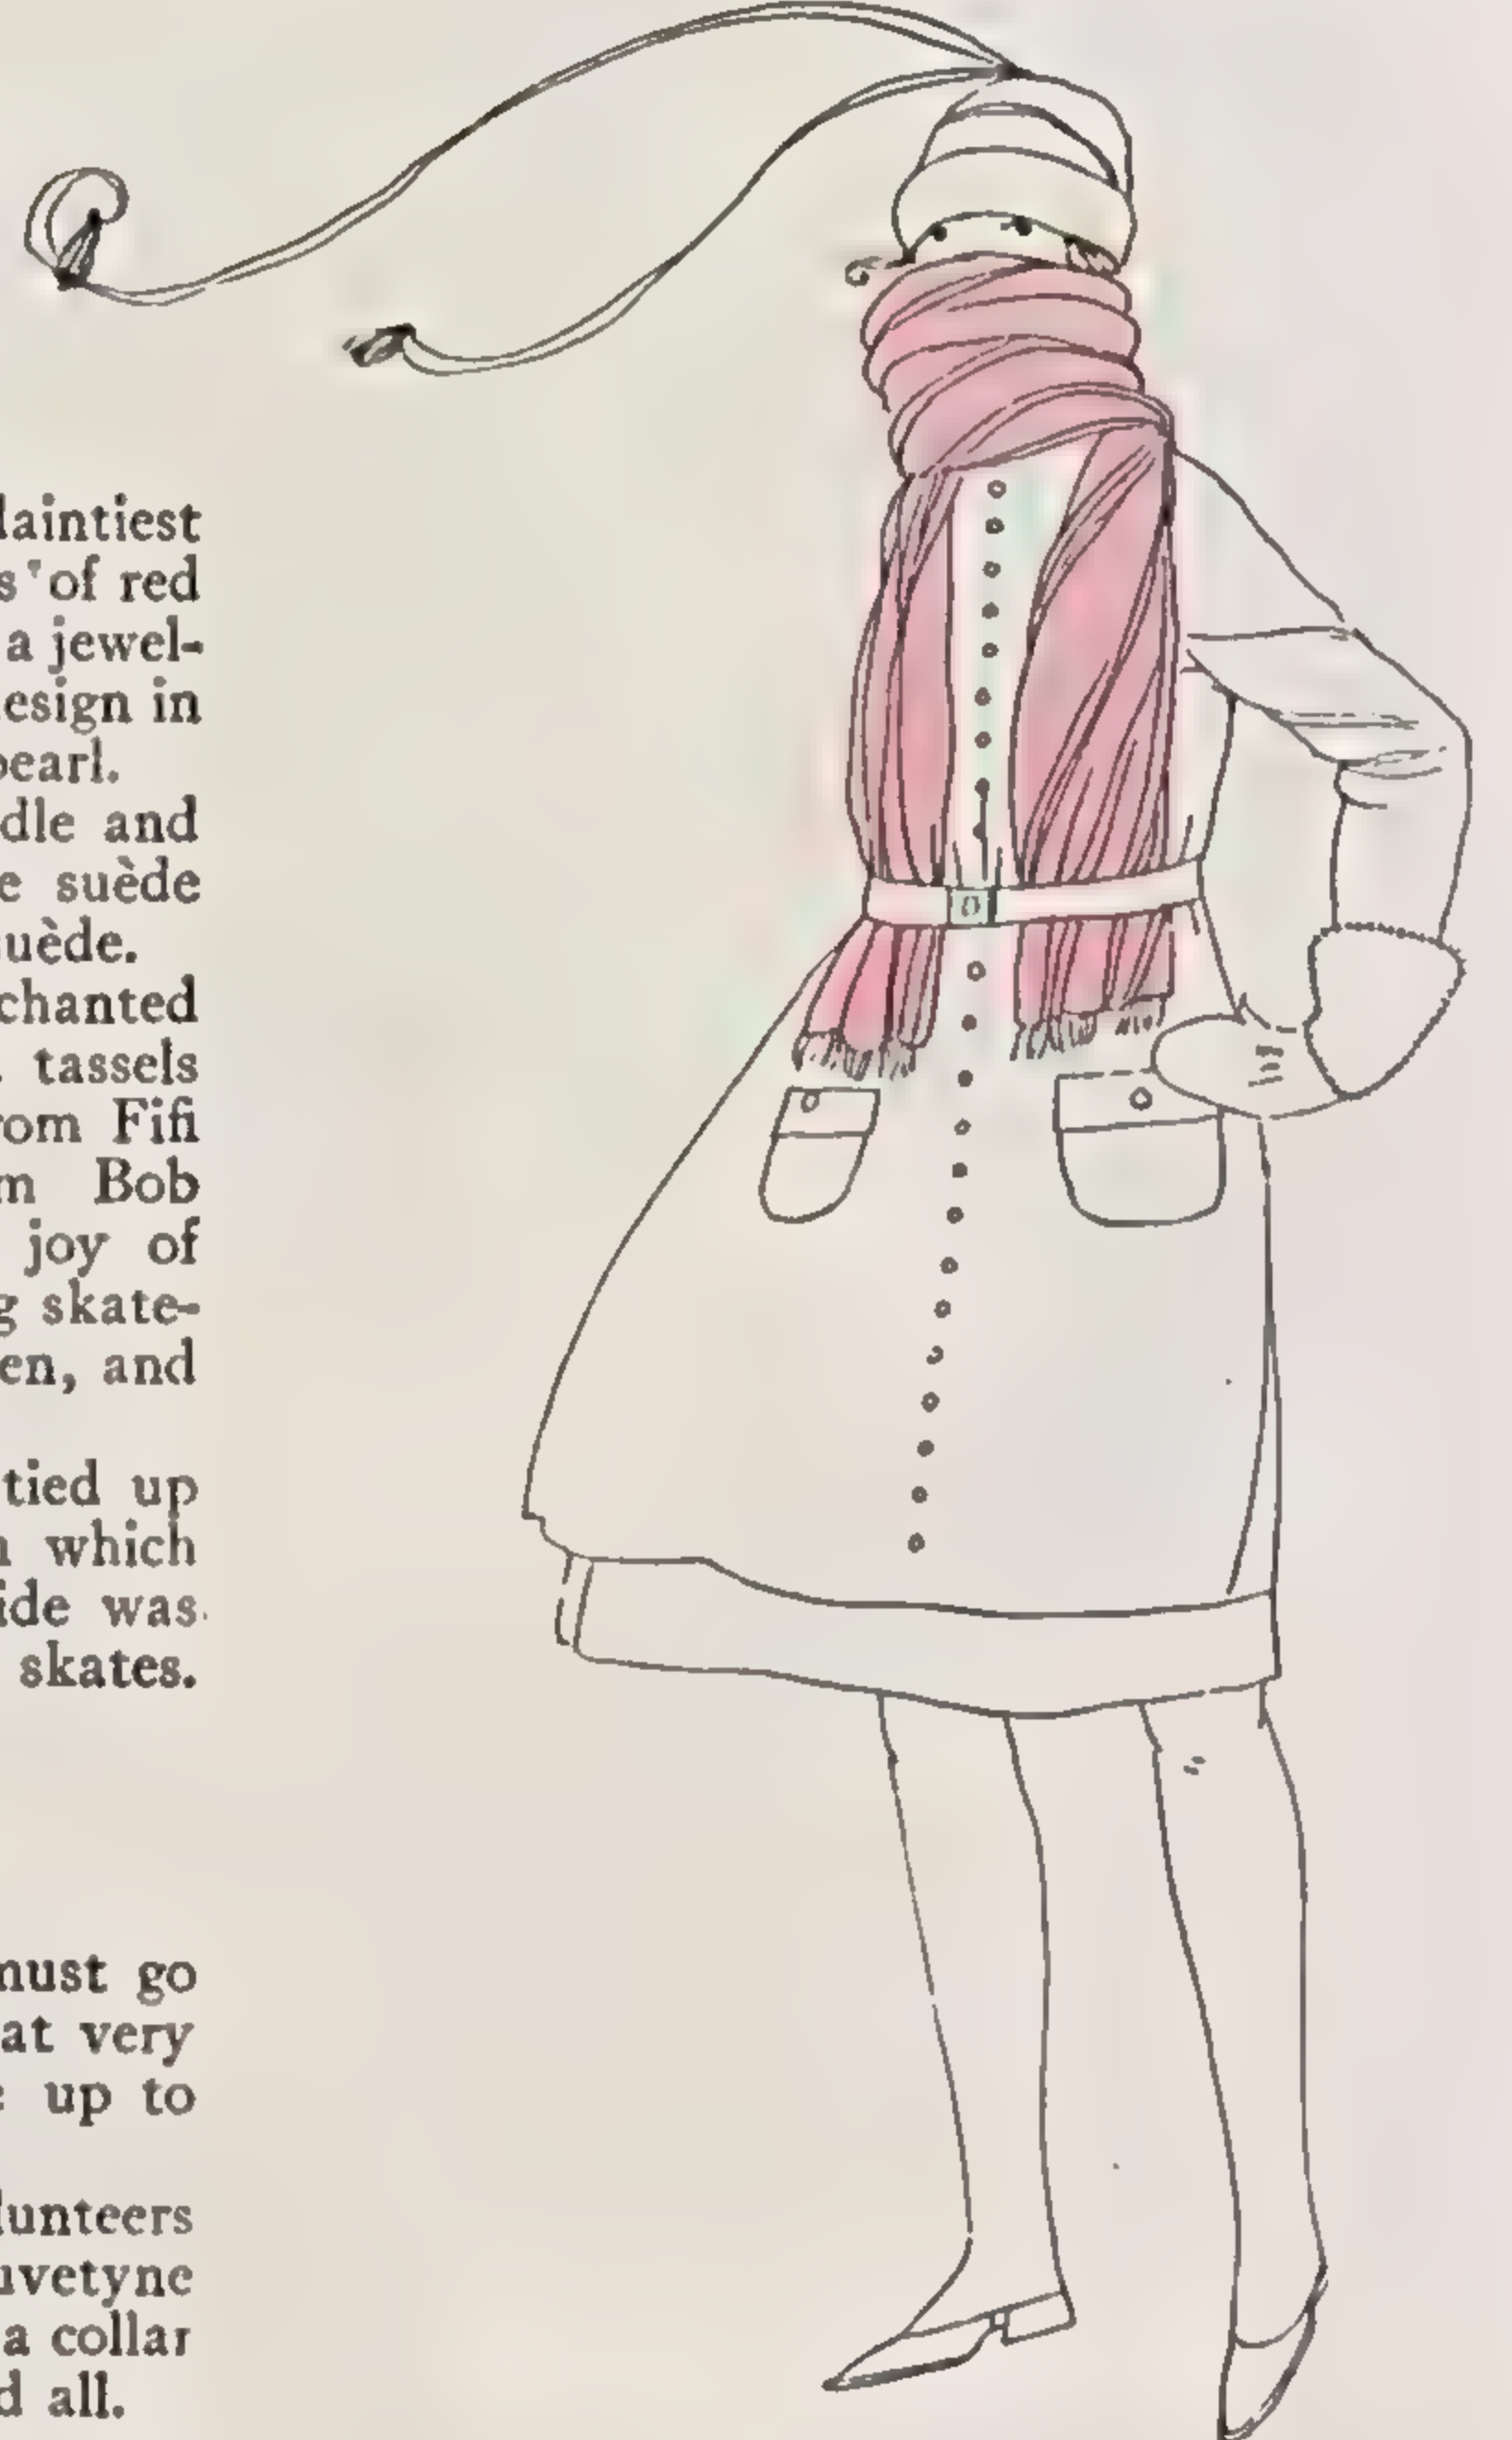 laintiest
s of red
a jewel-
esign in
pearl.
dle and
e suède
uède.
chanted
. tassels
rom Fifi
m Bob
joy of
g skate-
en, and
tied up
n which
ide was
skates.
must go
at very
e up to
lunteers
uvetyne
a collar
d all.